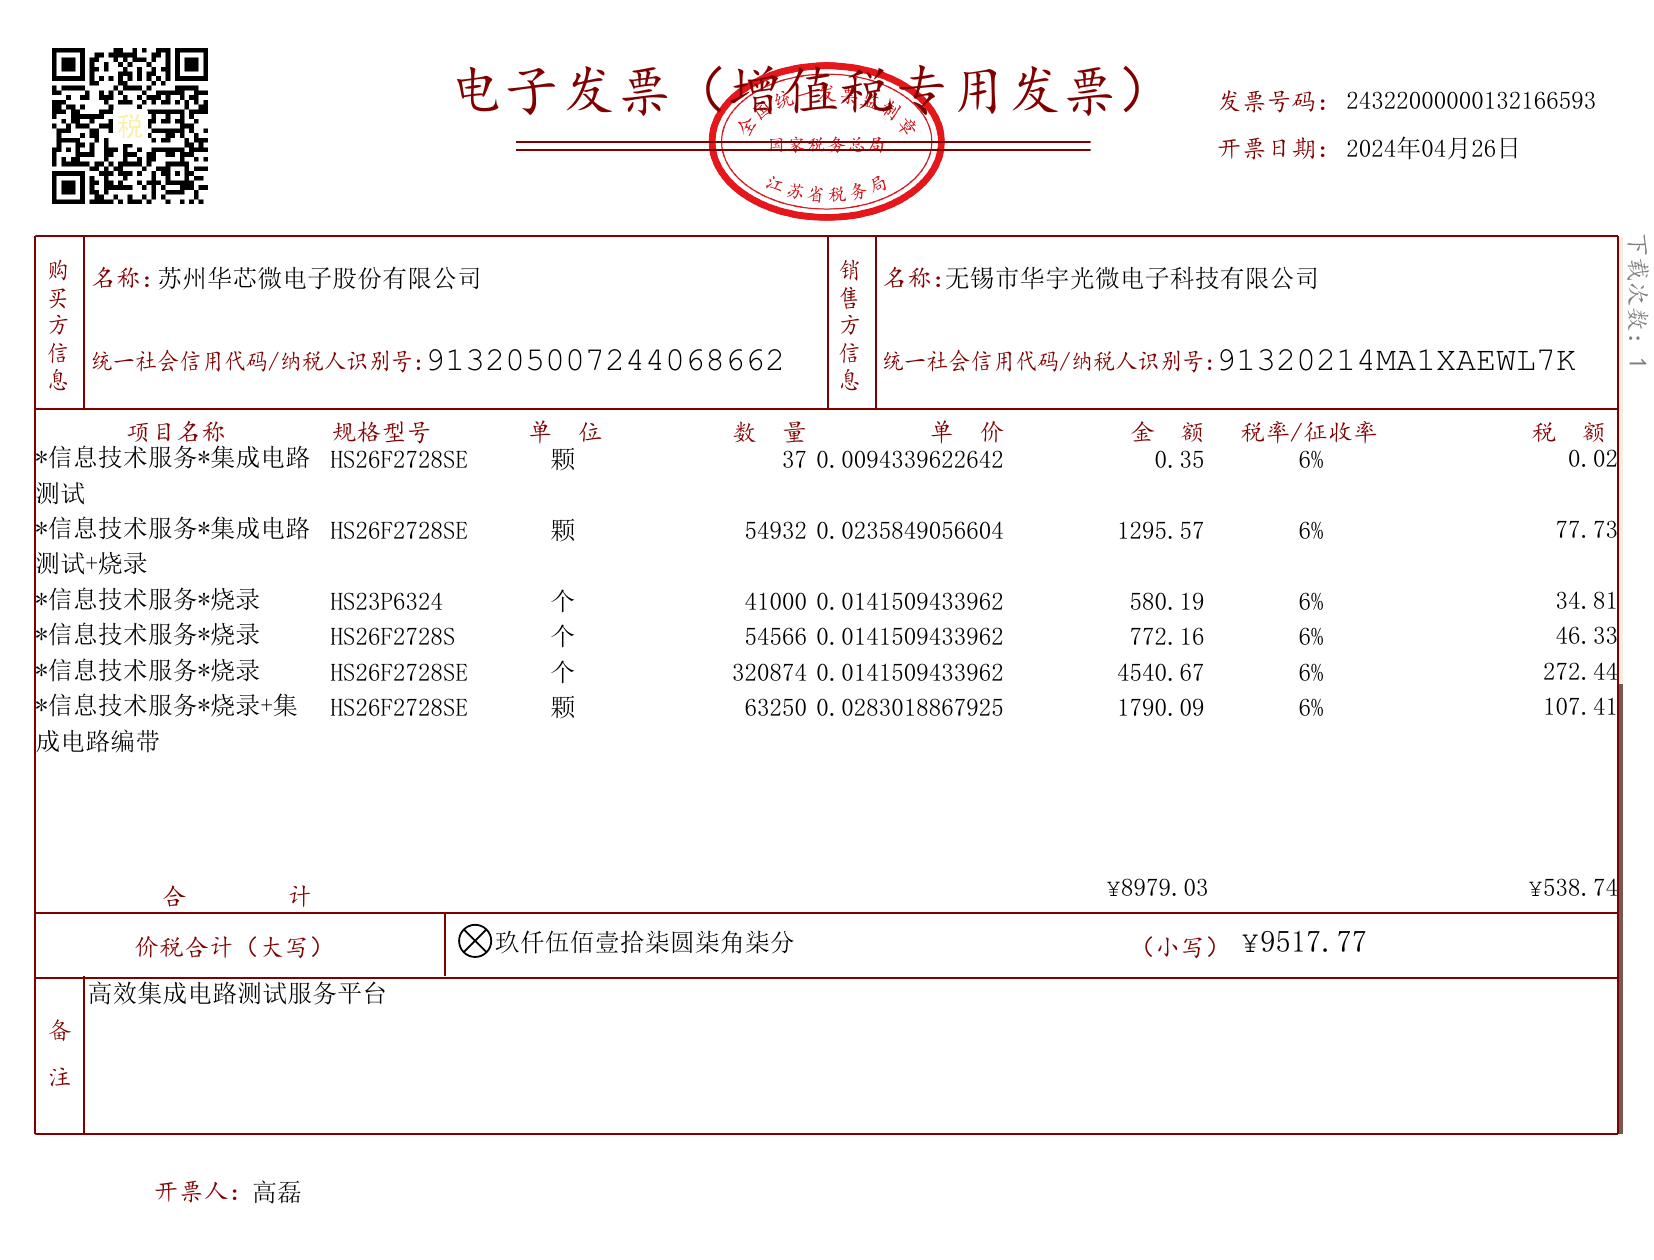 电子发票（增值税专用发票）
全国统一发票监制章
国家税务总局
江苏省税务局
税
发票号码： 24322000000132166593
开票日期： 2024年04月26日
下载次数：1
购买方信息
名称：苏州华芯微电子股份有限公司
统一社会信用代码/纳税人识别号：913205007244068662
销售方信息
名称：无锡市华宇光微电子科技有限公司
统一社会信用代码/纳税人识别号：91320214MA1XAEWL7K
项目名称 规格型号 单 位 数 量 单 价 金 额 税率/征收率 税 额
*信息技术服务*集成电路 HS26F2728SE 颗 37 0.0094339622642 0.35 6% 0.02
测试
*信息技术服务*集成电路 HS26F2728SE 颗 54932 0.0235849056604 1295.57 6% 77.73
测试+烧录
*信息技术服务*烧录 HS23P6324 个 41000 0.0141509433962 580.19 6% 34.81
*信息技术服务*烧录 HS26F2728S 个 54566 0.0141509433962 772.16 6% 46.33
*信息技术服务*烧录 HS26F2728SE 个 320874 0.0141509433962 4540.67 6% 272.44
*信息技术服务*烧录+集 HS26F2728SE 颗 63250 0.0283018867925 1790.09 6% 107.41
成电路编带
合 计 ¥8979.03 ¥538.74
价税合计（大写） 玖仟伍佰壹拾柒圆柒角柒分 （小写） ¥9517.77
备注
高效集成电路测试服务平台
开票人：高磊